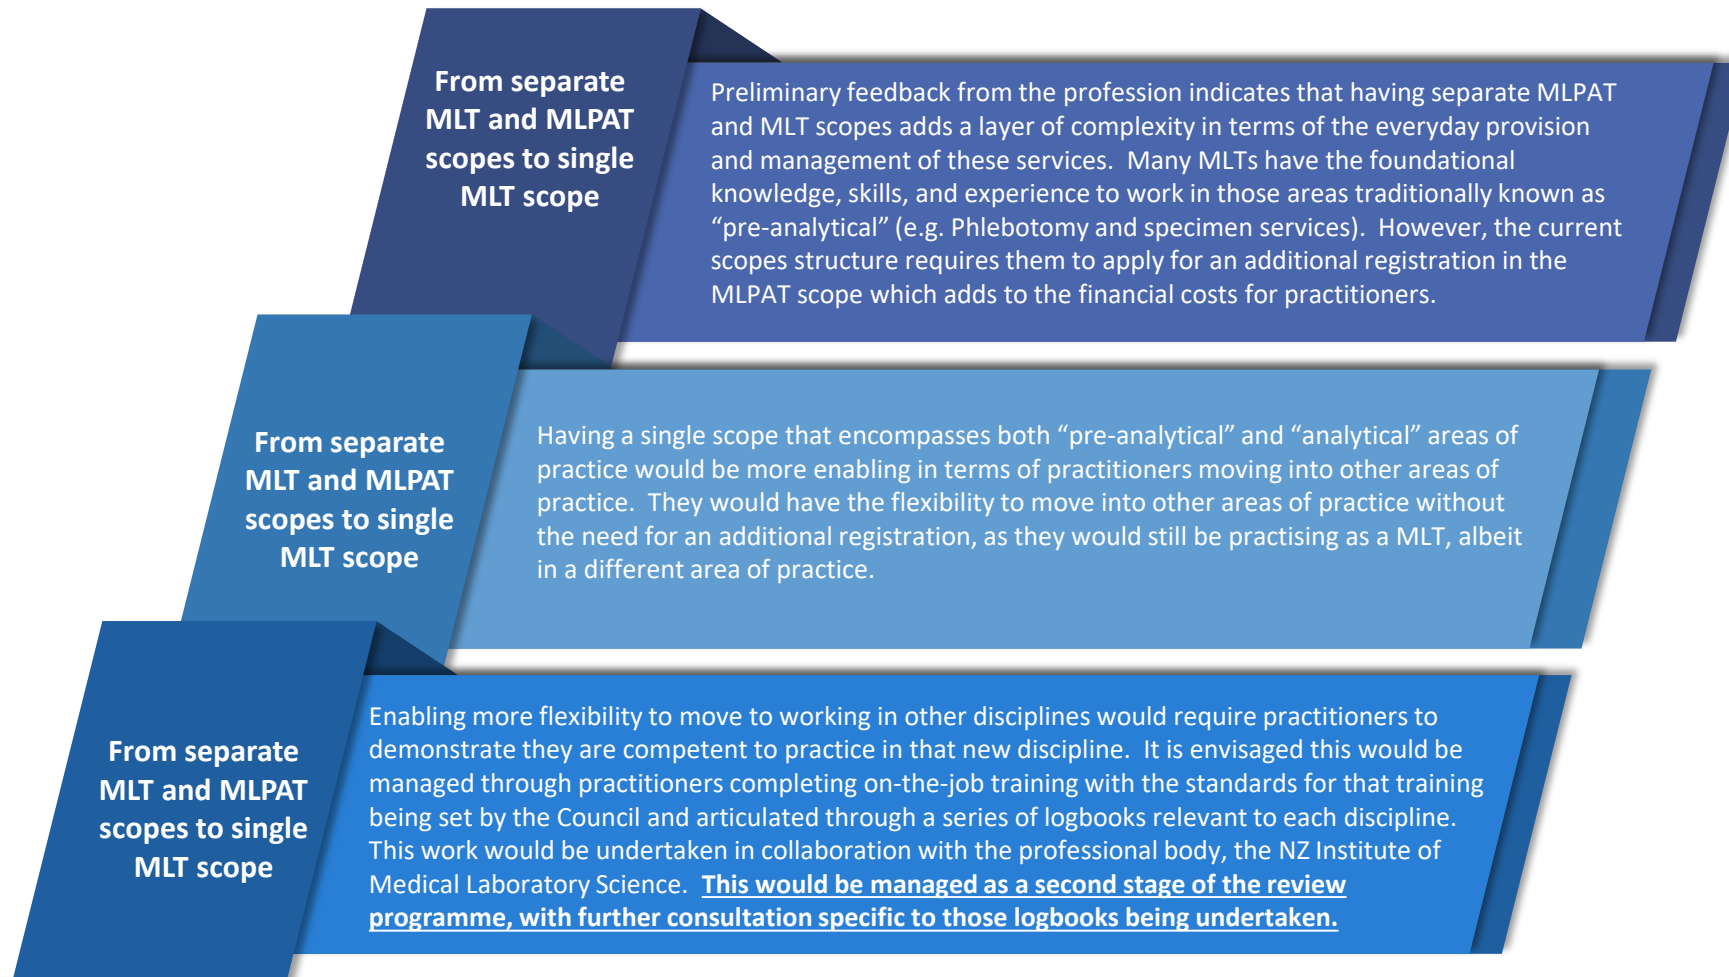 From separate
MLT and MLPAT
scopes to single
MLT scope
Preliminary feedback from the profession indicates that having separate MLPAT
and MLT scopes adds a layer of complexity in terms of the everyday provision
and management of these services.  Many MLTs have the foundational
knowledge, skills, and experience to work in those areas traditionally known as
“pre-analytical” (e.g. Phlebotomy and specimen services).  However, the current
scopes structure requires them to apply for an additional registration in the
MLPAT scope which adds to the financial costs for practitioners.
From separate
MLT and MLPAT
scopes to single
MLT scope
Having a single scope that encompasses both “pre-analytical” and “analytical” areas of
practice would be more enabling in terms of practitioners moving into other areas of
practice.  They would have the flexibility to move into other areas of practice without
the need for an additional registration, as they would still be practising as a MLT, albeit
in a different area of practice.
From separate
MLT and MLPAT
scopes to single
MLT scope
Enabling more flexibility to move to working in other disciplines would require practitioners to
demonstrate they are competent to practice in that new discipline.  It is envisaged this would be
managed through practitioners completing on-the-job training with the standards for that training
being set by the Council and articulated through a series of logbooks relevant to each discipline.
This work would be undertaken in collaboration with the professional body, the NZ Institute of
Medical Laboratory Science.  This would be managed as a second stage of the review
programme, with further consultation specific to those logbooks being undertaken.